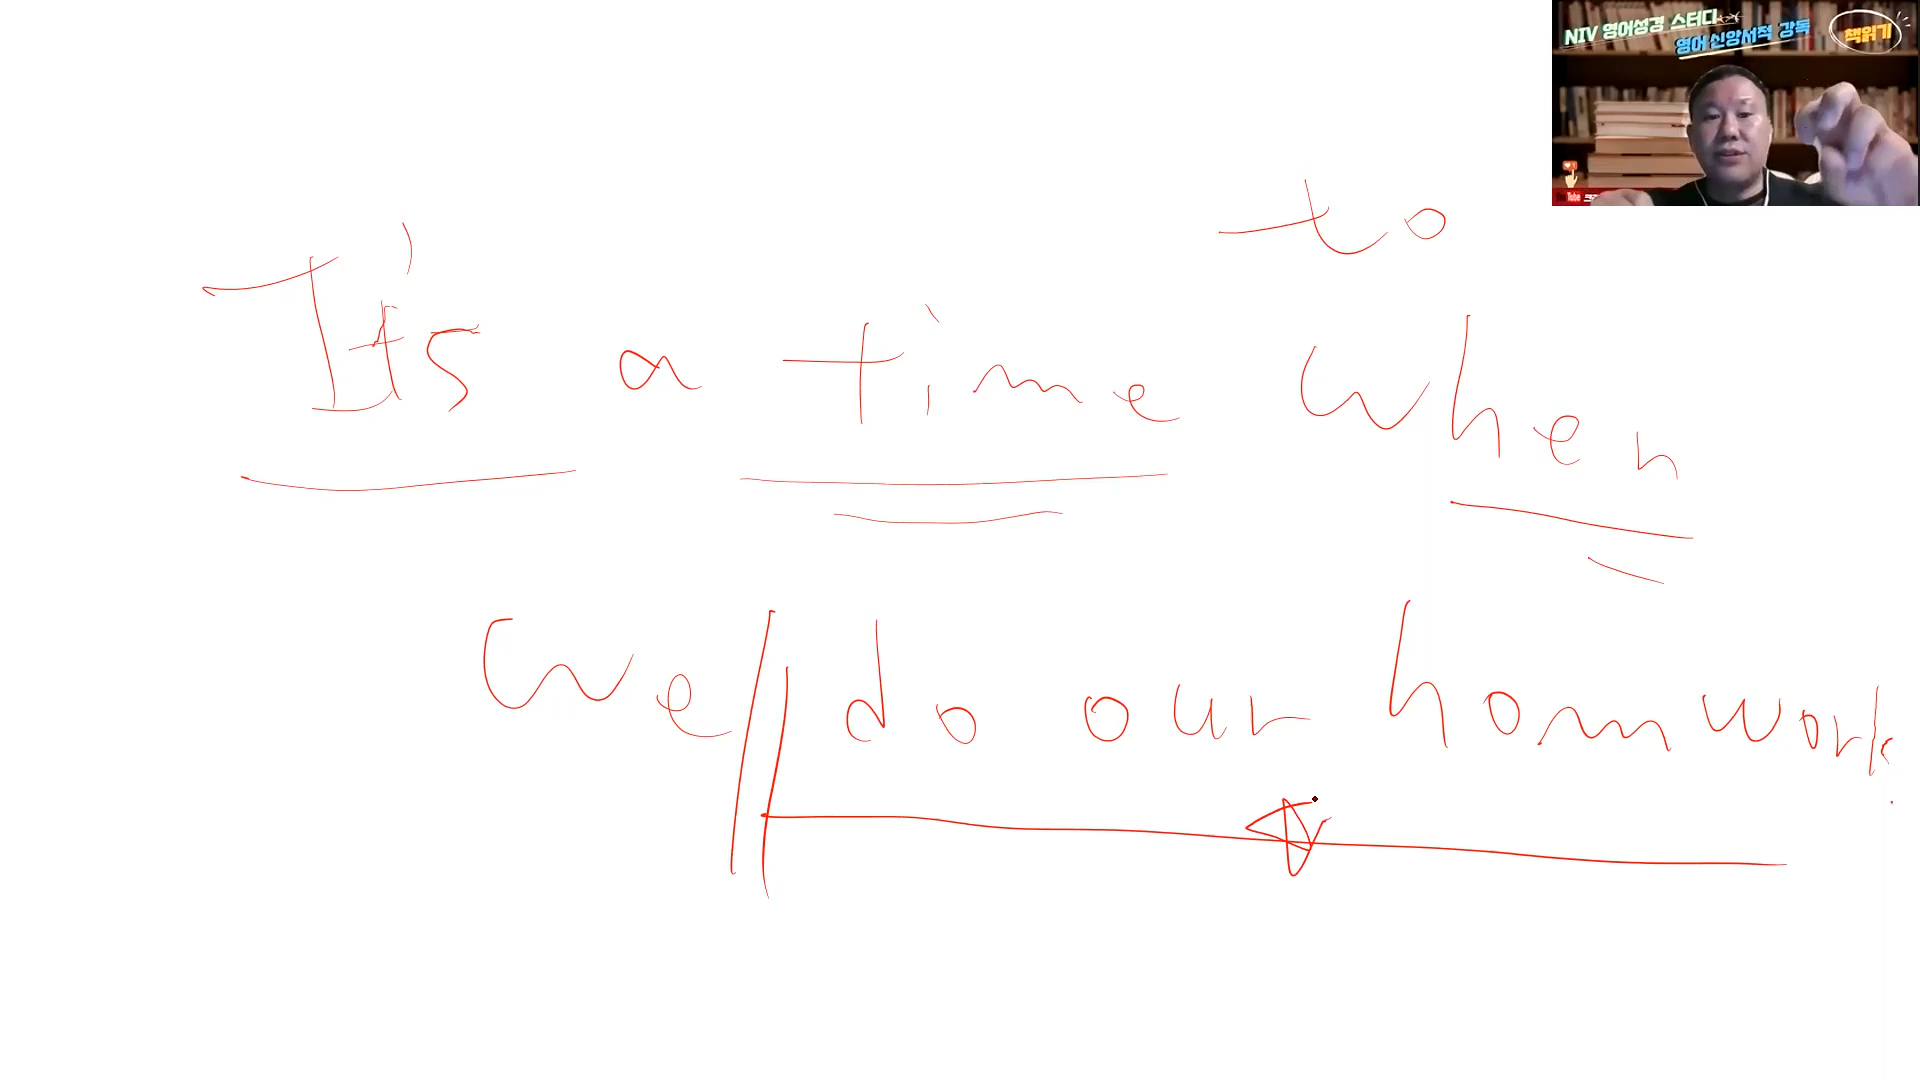 NIV 영어성경 스터디
영어 신앙서적 강독
책읽기
YouTube
to
It's a time when
we do our homwork.